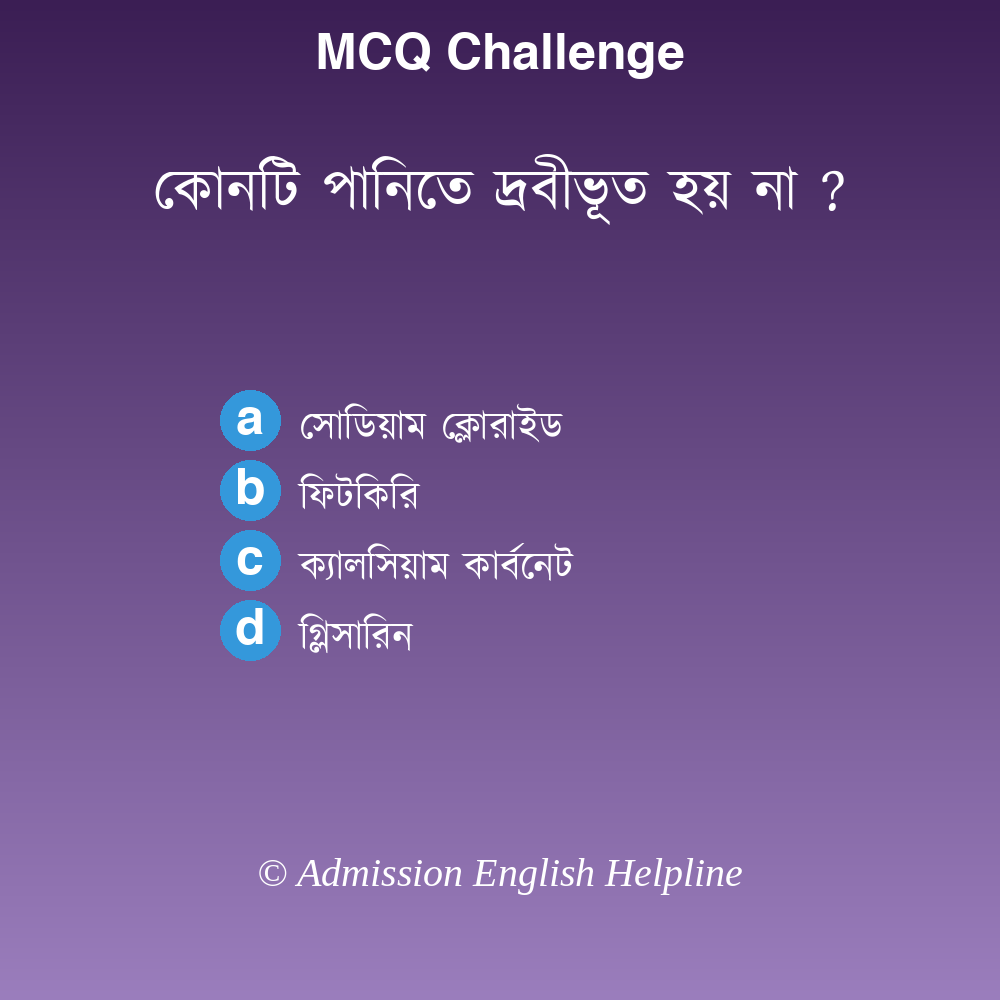 MCQ Challenge
কোনটি পানিতে দ্রবীভূত হয় না ?
a সোডিয়াম ক্লোরাইড
b ফিটকিরি
c ক্যালসিয়াম কার্বনেট
d গ্লিসারিন
© Admission English Helpline